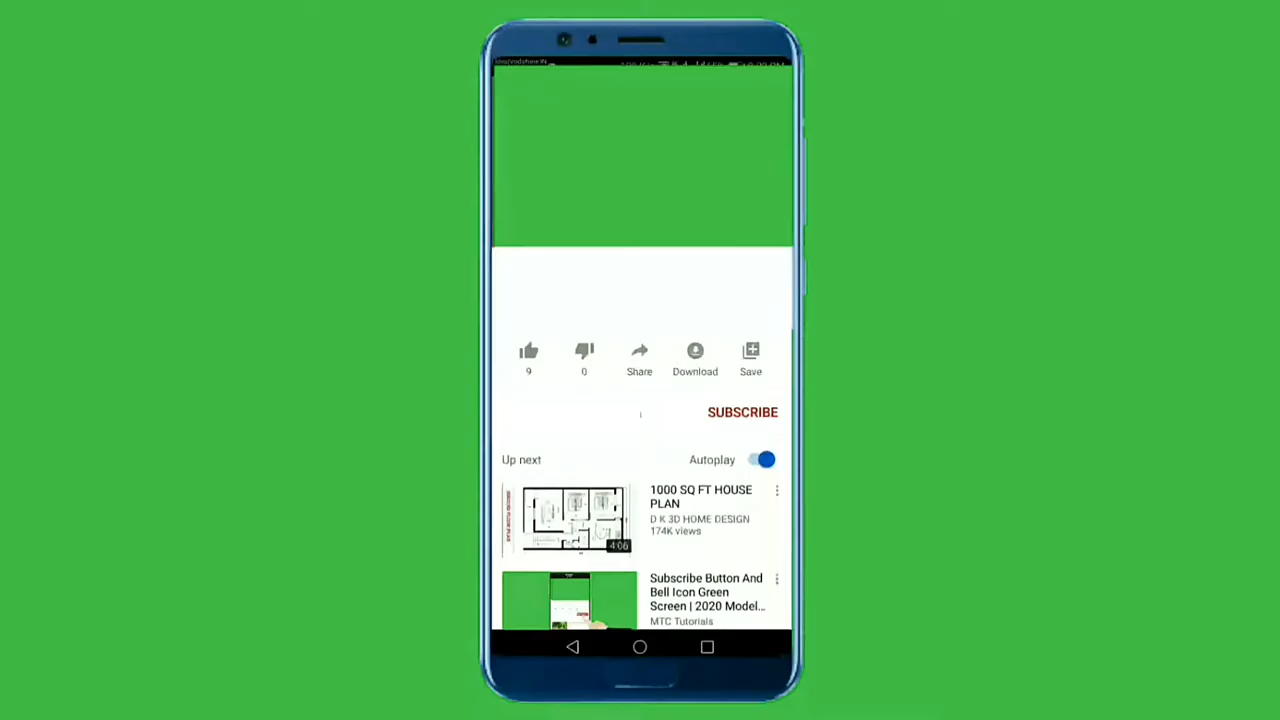 9
0
Share
Download
Save
SUBSCRIBE
Up next
Autoplay
1000 SQ FT HOUSE
PLAN
D K 3D HOME DESIGN
174K views
4:06
Subscribe Button And
Bell Icon Green
Screen | 2020 Model...
MTC Tutorials